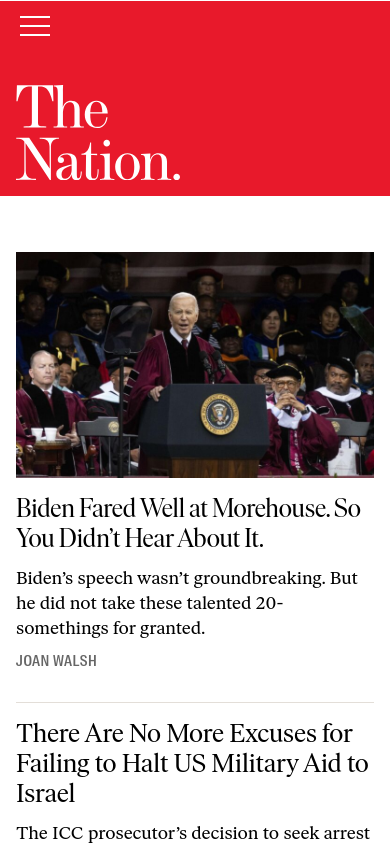 The
Nation.
Biden Fared Well at Morehouse. So
You Didn’t Hear About It.
Biden’s speech wasn’t groundbreaking. But
he did not take these talented 20-
somethings for granted.
JOAN WALSH
There Are No More Excuses for
Failing to Halt US Military Aid to
Israel
The ICC prosecutor’s decision to seek arrest